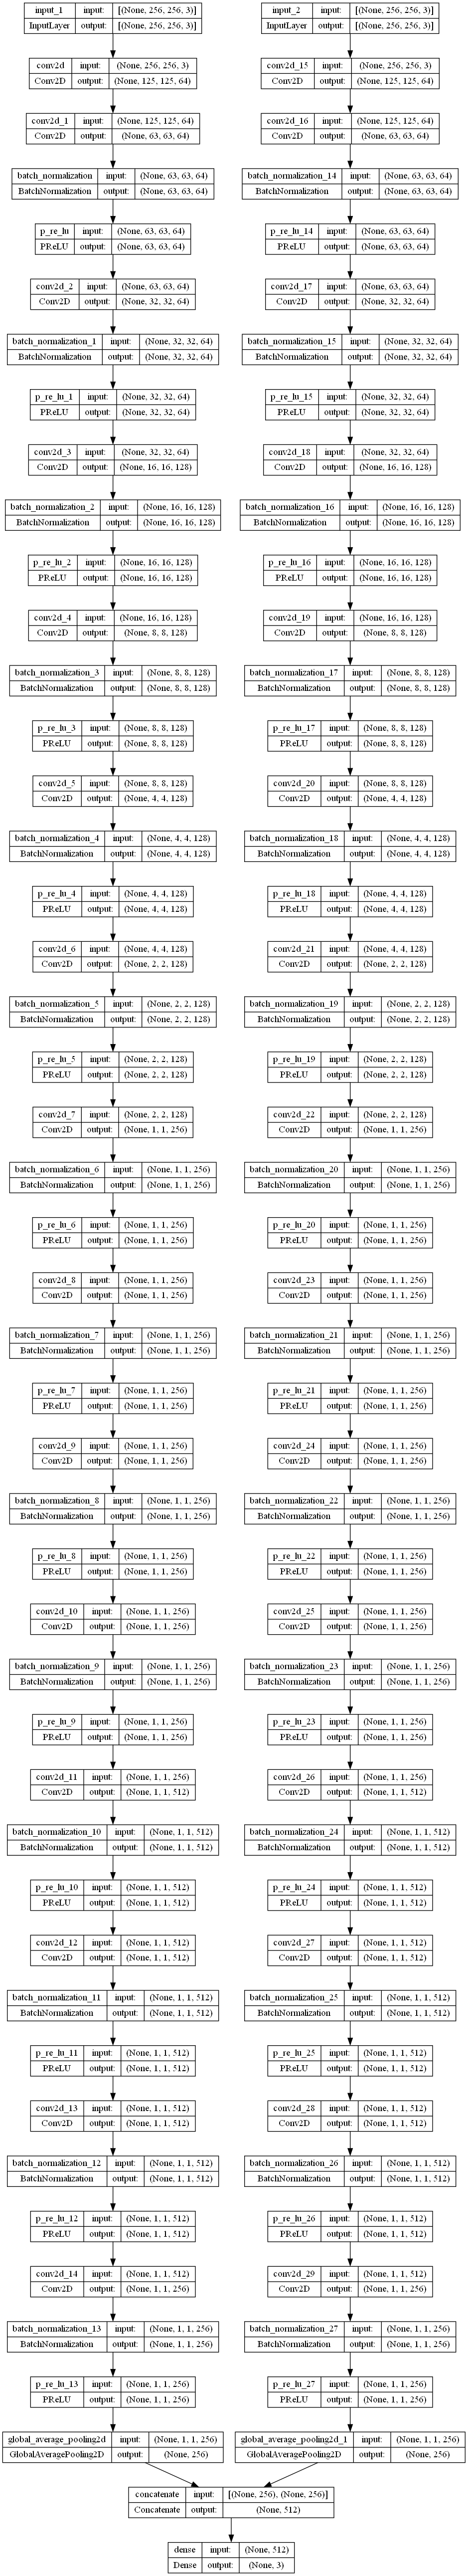 input_1 input: [(None, 256, 256, 3)]
InputLayer output: [(None, 256, 256, 3)]
conv2d input: (None, 256, 256, 3)
Conv2D output: (None, 125, 125, 64)
conv2d_1 input: (None, 125, 125, 64)
Conv2D output: (None, 63, 63, 64)
batch_normalization input: (None, 63, 63, 64)
BatchNormalization output: (None, 63, 63, 64)
p_re_lu input: (None, 63, 63, 64)
PReLU output: (None, 63, 63, 64)
conv2d_2 input: (None, 63, 63, 64)
Conv2D output: (None, 32, 32, 64)
batch_normalization_1 input: (None, 32, 32, 64)
BatchNormalization output: (None, 32, 32, 64)
p_re_lu_1 input: (None, 32, 32, 64)
PReLU output: (None, 32, 32, 64)
conv2d_3 input: (None, 32, 32, 64)
Conv2D output: (None, 16, 16, 128)
batch_normalization_2 input: (None, 16, 16, 128)
BatchNormalization output: (None, 16, 16, 128)
p_re_lu_2 input: (None, 16, 16, 128)
PReLU output: (None, 16, 16, 128)
conv2d_4 input: (None, 16, 16, 128)
Conv2D output: (None, 8, 8, 128)
batch_normalization_3 input: (None, 8, 8, 128)
BatchNormalization output: (None, 8, 8, 128)
p_re_lu_3 input: (None, 8, 8, 128)
PReLU output: (None, 8, 8, 128)
conv2d_5 input: (None, 8, 8, 128)
Conv2D output: (None, 4, 4, 128)
batch_normalization_4 input: (None, 4, 4, 128)
BatchNormalization output: (None, 4, 4, 128)
p_re_lu_4 input: (None, 4, 4, 128)
PReLU output: (None, 4, 4, 128)
conv2d_6 input: (None, 4, 4, 128)
Conv2D output: (None, 2, 2, 128)
batch_normalization_5 input: (None, 2, 2, 128)
BatchNormalization output: (None, 2, 2, 128)
p_re_lu_5 input: (None, 2, 2, 128)
PReLU output: (None, 2, 2, 128)
conv2d_7 input: (None, 2, 2, 128)
Conv2D output: (None, 1, 1, 256)
batch_normalization_6 input: (None, 1, 1, 256)
BatchNormalization output: (None, 1, 1, 256)
p_re_lu_6 input: (None, 1, 1, 256)
PReLU output: (None, 1, 1, 256)
conv2d_8 input: (None, 1, 1, 256)
Conv2D output: (None, 1, 1, 256)
batch_normalization_7 input: (None, 1, 1, 256)
BatchNormalization output: (None, 1, 1, 256)
p_re_lu_7 input: (None, 1, 1, 256)
PReLU output: (None, 1, 1, 256)
conv2d_9 input: (None, 1, 1, 256)
Conv2D output: (None, 1, 1, 256)
batch_normalization_8 input: (None, 1, 1, 256)
BatchNormalization output: (None, 1, 1, 256)
p_re_lu_8 input: (None, 1, 1, 256)
PReLU output: (None, 1, 1, 256)
conv2d_10 input: (None, 1, 1, 256)
Conv2D output: (None, 1, 1, 256)
batch_normalization_9 input: (None, 1, 1, 256)
BatchNormalization output: (None, 1, 1, 256)
p_re_lu_9 input: (None, 1, 1, 256)
PReLU output: (None, 1, 1, 256)
conv2d_11 input: (None, 1, 1, 256)
Conv2D output: (None, 1, 1, 512)
batch_normalization_10 input: (None, 1, 1, 512)
BatchNormalization output: (None, 1, 1, 512)
p_re_lu_10 input: (None, 1, 1, 512)
PReLU output: (None, 1, 1, 512)
conv2d_12 input: (None, 1, 1, 512)
Conv2D output: (None, 1, 1, 512)
batch_normalization_11 input: (None, 1, 1, 512)
BatchNormalization output: (None, 1, 1, 512)
p_re_lu_11 input: (None, 1, 1, 512)
PReLU output: (None, 1, 1, 512)
conv2d_13 input: (None, 1, 1, 512)
Conv2D output: (None, 1, 1, 512)
batch_normalization_12 input: (None, 1, 1, 512)
BatchNormalization output: (None, 1, 1, 512)
p_re_lu_12 input: (None, 1, 1, 512)
PReLU output: (None, 1, 1, 512)
conv2d_14 input: (None, 1, 1, 512)
Conv2D output: (None, 1, 1, 256)
batch_normalization_13 input: (None, 1, 1, 256)
BatchNormalization output: (None, 1, 1, 256)
p_re_lu_13 input: (None, 1, 1, 256)
PReLU output: (None, 1, 1, 256)
global_average_pooling2d input: (None, 1, 1, 256)
GlobalAveragePooling2D output: (None, 256)
input_2 input: [(None, 256, 256, 3)]
InputLayer output: [(None, 256, 256, 3)]
conv2d_15 input: (None, 256, 256, 3)
Conv2D output: (None, 125, 125, 64)
conv2d_16 input: (None, 125, 125, 64)
Conv2D output: (None, 63, 63, 64)
batch_normalization_14 input: (None, 63, 63, 64)
BatchNormalization output: (None, 63, 63, 64)
p_re_lu_14 input: (None, 63, 63, 64)
PReLU output: (None, 63, 63, 64)
conv2d_17 input: (None, 63, 63, 64)
Conv2D output: (None, 32, 32, 64)
batch_normalization_15 input: (None, 32, 32, 64)
BatchNormalization output: (None, 32, 32, 64)
p_re_lu_15 input: (None, 32, 32, 64)
PReLU output: (None, 32, 32, 64)
conv2d_18 input: (None, 32, 32, 64)
Conv2D output: (None, 16, 16, 128)
batch_normalization_16 input: (None, 16, 16, 128)
BatchNormalization output: (None, 16, 16, 128)
p_re_lu_16 input: (None, 16, 16, 128)
PReLU output: (None, 16, 16, 128)
conv2d_19 input: (None, 16, 16, 128)
Conv2D output: (None, 8, 8, 128)
batch_normalization_17 input: (None, 8, 8, 128)
BatchNormalization output: (None, 8, 8, 128)
p_re_lu_17 input: (None, 8, 8, 128)
PReLU output: (None, 8, 8, 128)
conv2d_20 input: (None, 8, 8, 128)
Conv2D output: (None, 4, 4, 128)
batch_normalization_18 input: (None, 4, 4, 128)
BatchNormalization output: (None, 4, 4, 128)
p_re_lu_18 input: (None, 4, 4, 128)
PReLU output: (None, 4, 4, 128)
conv2d_21 input: (None, 4, 4, 128)
Conv2D output: (None, 2, 2, 128)
batch_normalization_19 input: (None, 2, 2, 128)
BatchNormalization output: (None, 2, 2, 128)
p_re_lu_19 input: (None, 2, 2, 128)
PReLU output: (None, 2, 2, 128)
conv2d_22 input: (None, 2, 2, 128)
Conv2D output: (None, 1, 1, 256)
batch_normalization_20 input: (None, 1, 1, 256)
BatchNormalization output: (None, 1, 1, 256)
p_re_lu_20 input: (None, 1, 1, 256)
PReLU output: (None, 1, 1, 256)
conv2d_23 input: (None, 1, 1, 256)
Conv2D output: (None, 1, 1, 256)
batch_normalization_21 input: (None, 1, 1, 256)
BatchNormalization output: (None, 1, 1, 256)
p_re_lu_21 input: (None, 1, 1, 256)
PReLU output: (None, 1, 1, 256)
conv2d_24 input: (None, 1, 1, 256)
Conv2D output: (None, 1, 1, 256)
batch_normalization_22 input: (None, 1, 1, 256)
BatchNormalization output: (None, 1, 1, 256)
p_re_lu_22 input: (None, 1, 1, 256)
PReLU output: (None, 1, 1, 256)
conv2d_25 input: (None, 1, 1, 256)
Conv2D output: (None, 1, 1, 256)
batch_normalization_23 input: (None, 1, 1, 256)
BatchNormalization output: (None, 1, 1, 256)
p_re_lu_23 input: (None, 1, 1, 256)
PReLU output: (None, 1, 1, 256)
conv2d_26 input: (None, 1, 1, 256)
Conv2D output: (None, 1, 1, 512)
batch_normalization_24 input: (None, 1, 1, 512)
BatchNormalization output: (None, 1, 1, 512)
p_re_lu_24 input: (None, 1, 1, 512)
PReLU output: (None, 1, 1, 512)
conv2d_27 input: (None, 1, 1, 512)
Conv2D output: (None, 1, 1, 512)
batch_normalization_25 input: (None, 1, 1, 512)
BatchNormalization output: (None, 1, 1, 512)
p_re_lu_25 input: (None, 1, 1, 512)
PReLU output: (None, 1, 1, 512)
conv2d_28 input: (None, 1, 1, 512)
Conv2D output: (None, 1, 1, 512)
batch_normalization_26 input: (None, 1, 1, 512)
BatchNormalization output: (None, 1, 1, 512)
p_re_lu_26 input: (None, 1, 1, 512)
PReLU output: (None, 1, 1, 512)
conv2d_29 input: (None, 1, 1, 512)
Conv2D output: (None, 1, 1, 256)
batch_normalization_27 input: (None, 1, 1, 256)
BatchNormalization output: (None, 1, 1, 256)
p_re_lu_27 input: (None, 1, 1, 256)
PReLU output: (None, 1, 1, 256)
global_average_pooling2d_1 input: (None, 1, 1, 256)
GlobalAveragePooling2D output: (None, 256)
concatenate input: [(None, 256), (None, 256)]
Concatenate output: (None, 512)
dense input: (None, 512)
Dense output: (None, 3)